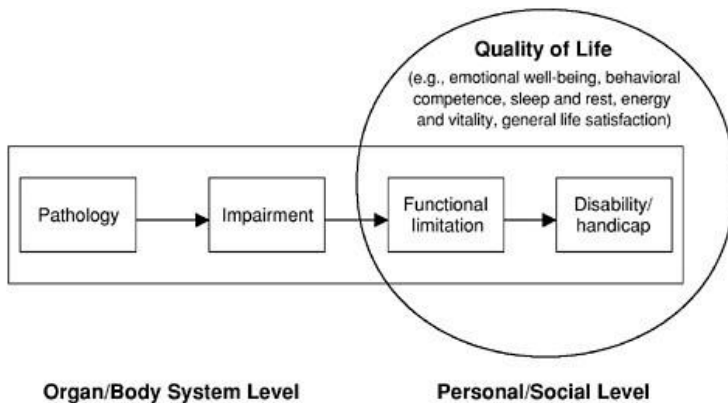 Quality of Life
(e.g., emotional well-being, behavioral
competence, sleep and rest, energy
and vitality, general life satisfaction)
Pathology
Impairment
Functional
limitation
Disability/
handicap
Organ/Body System Level
Personal/Social Level